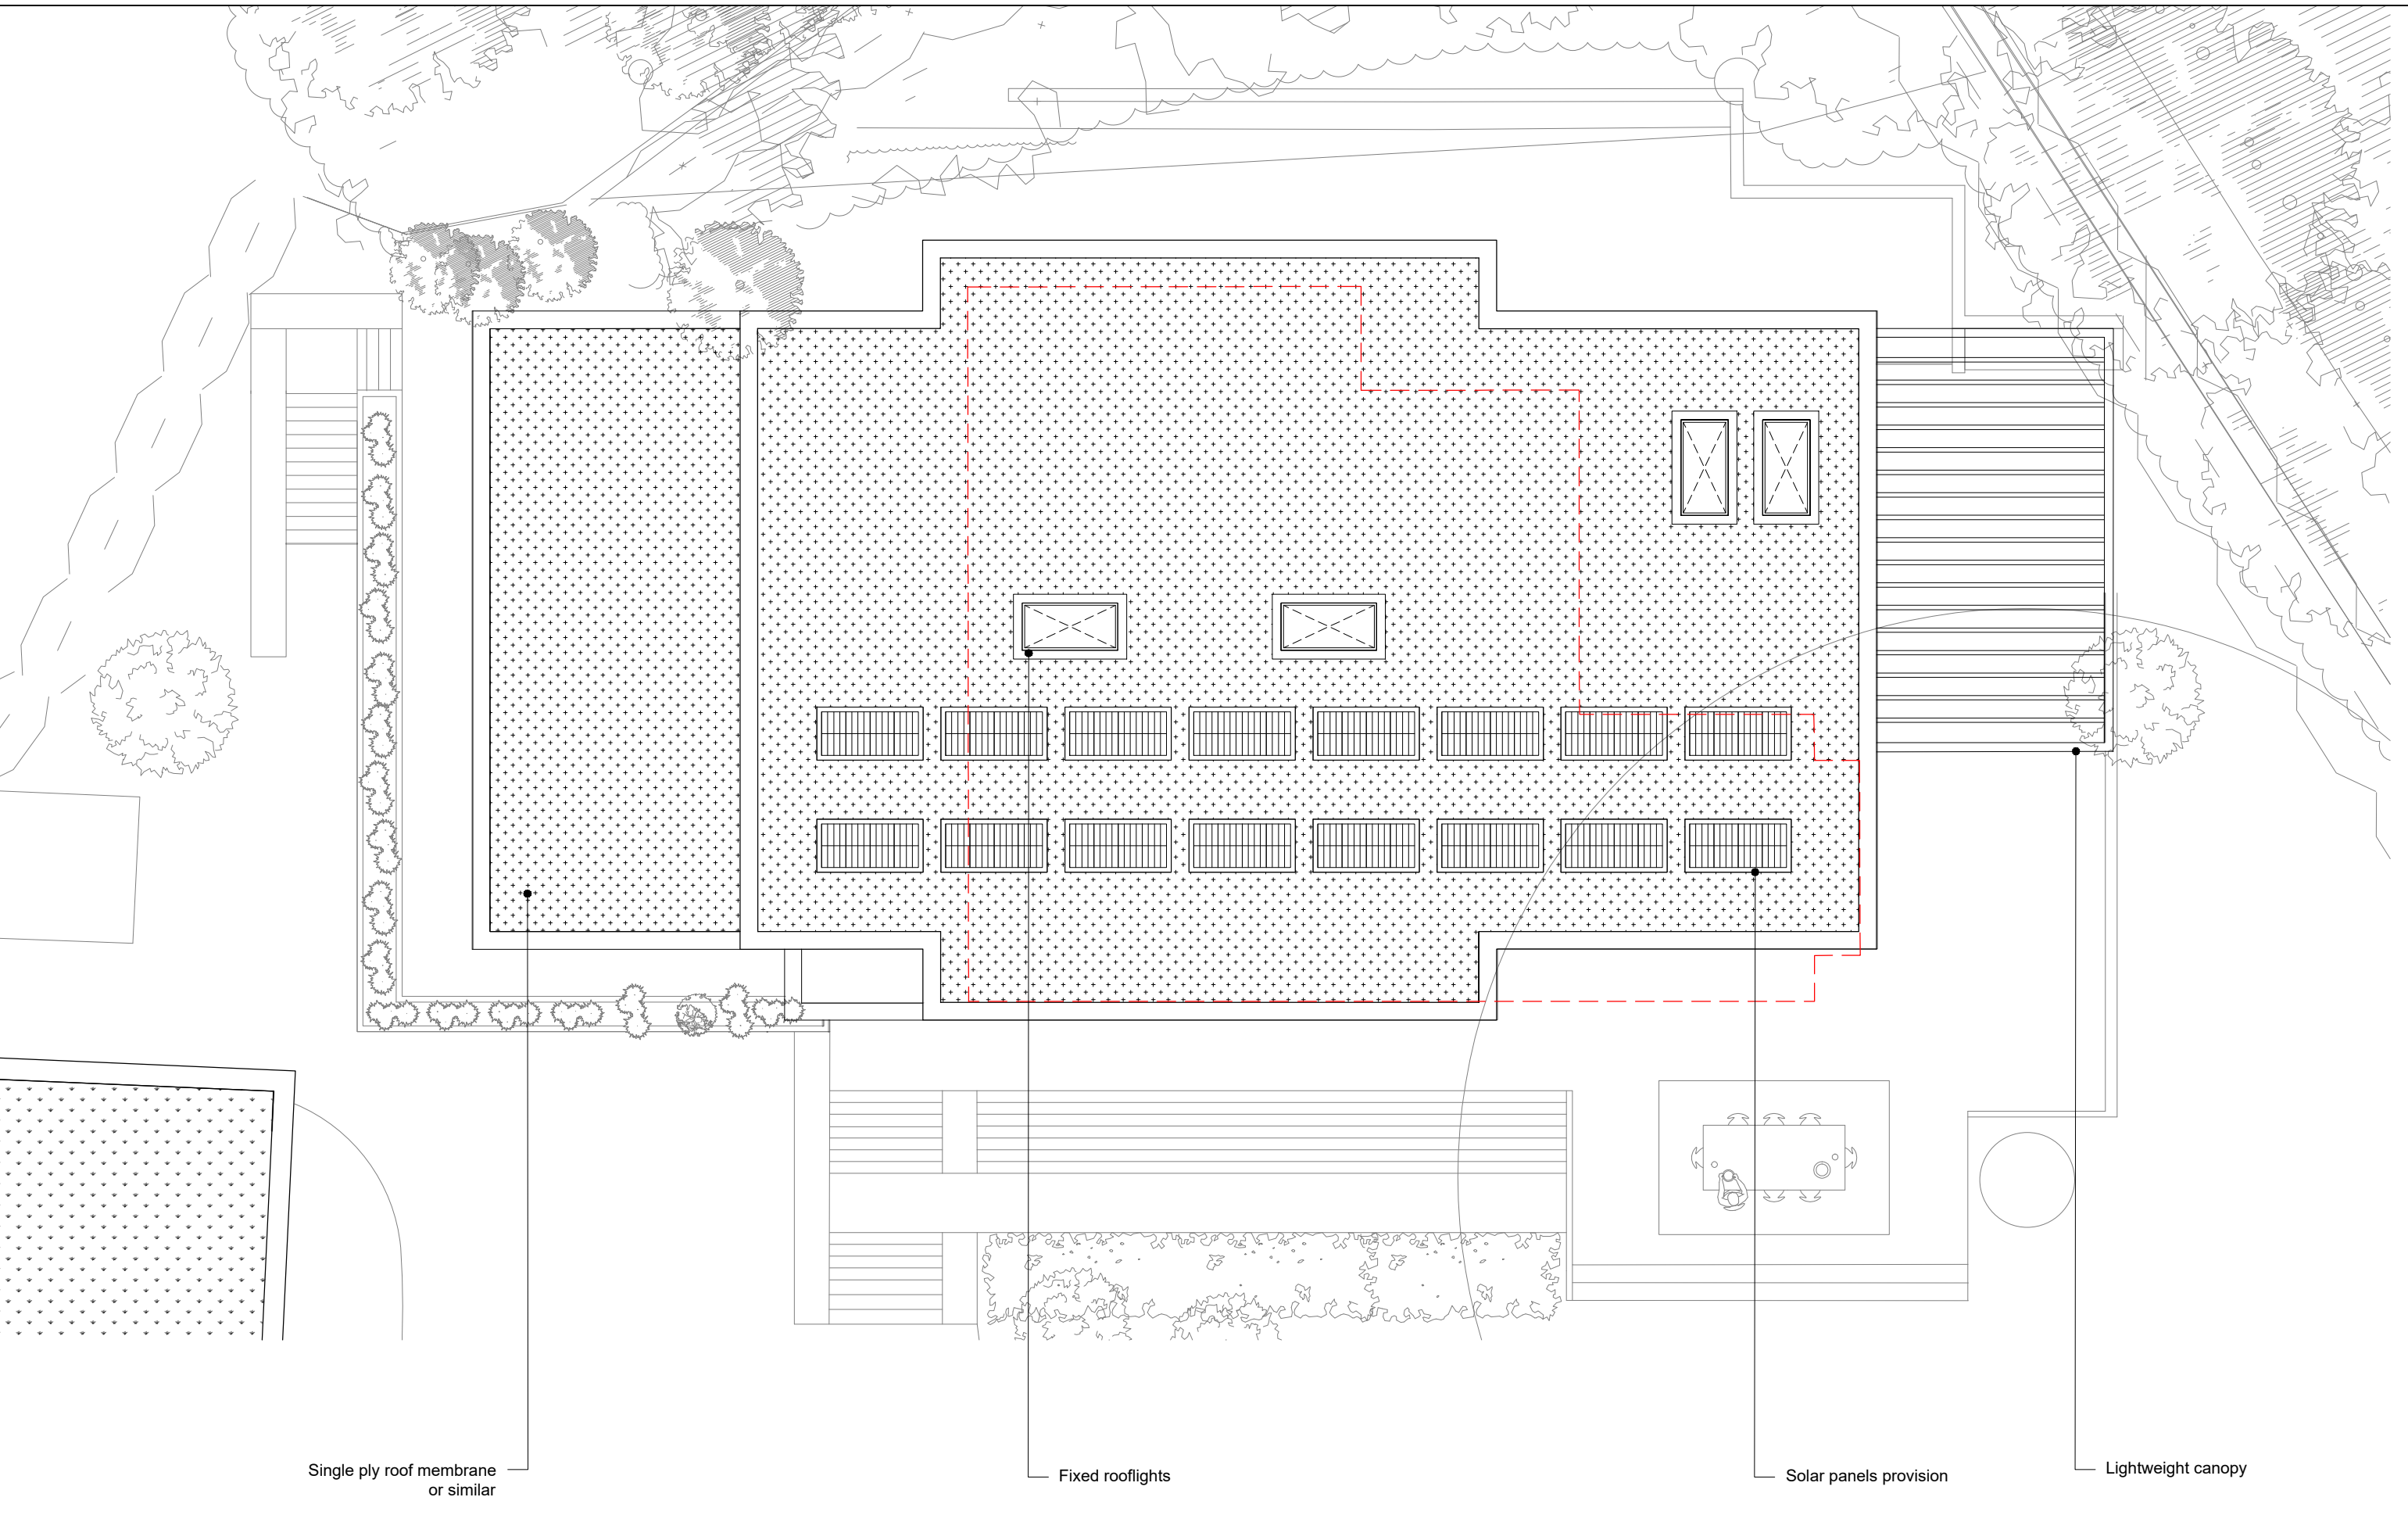 Single ply roof membrane
or similar
Fixed rooflights
Solar panels provision
Lightweight canopy